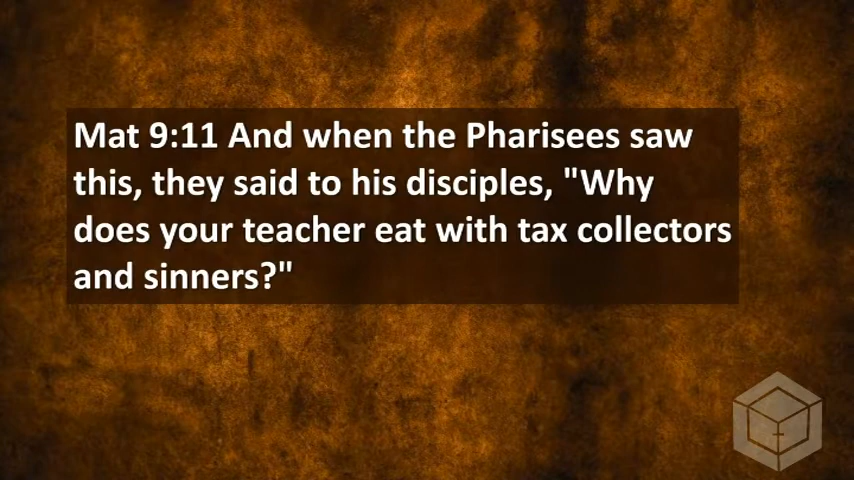 Mat 9:11 And when the Pharisees saw
this, they said to his disciples, "Why
does your teacher eat with tax collectors
and sinners?"